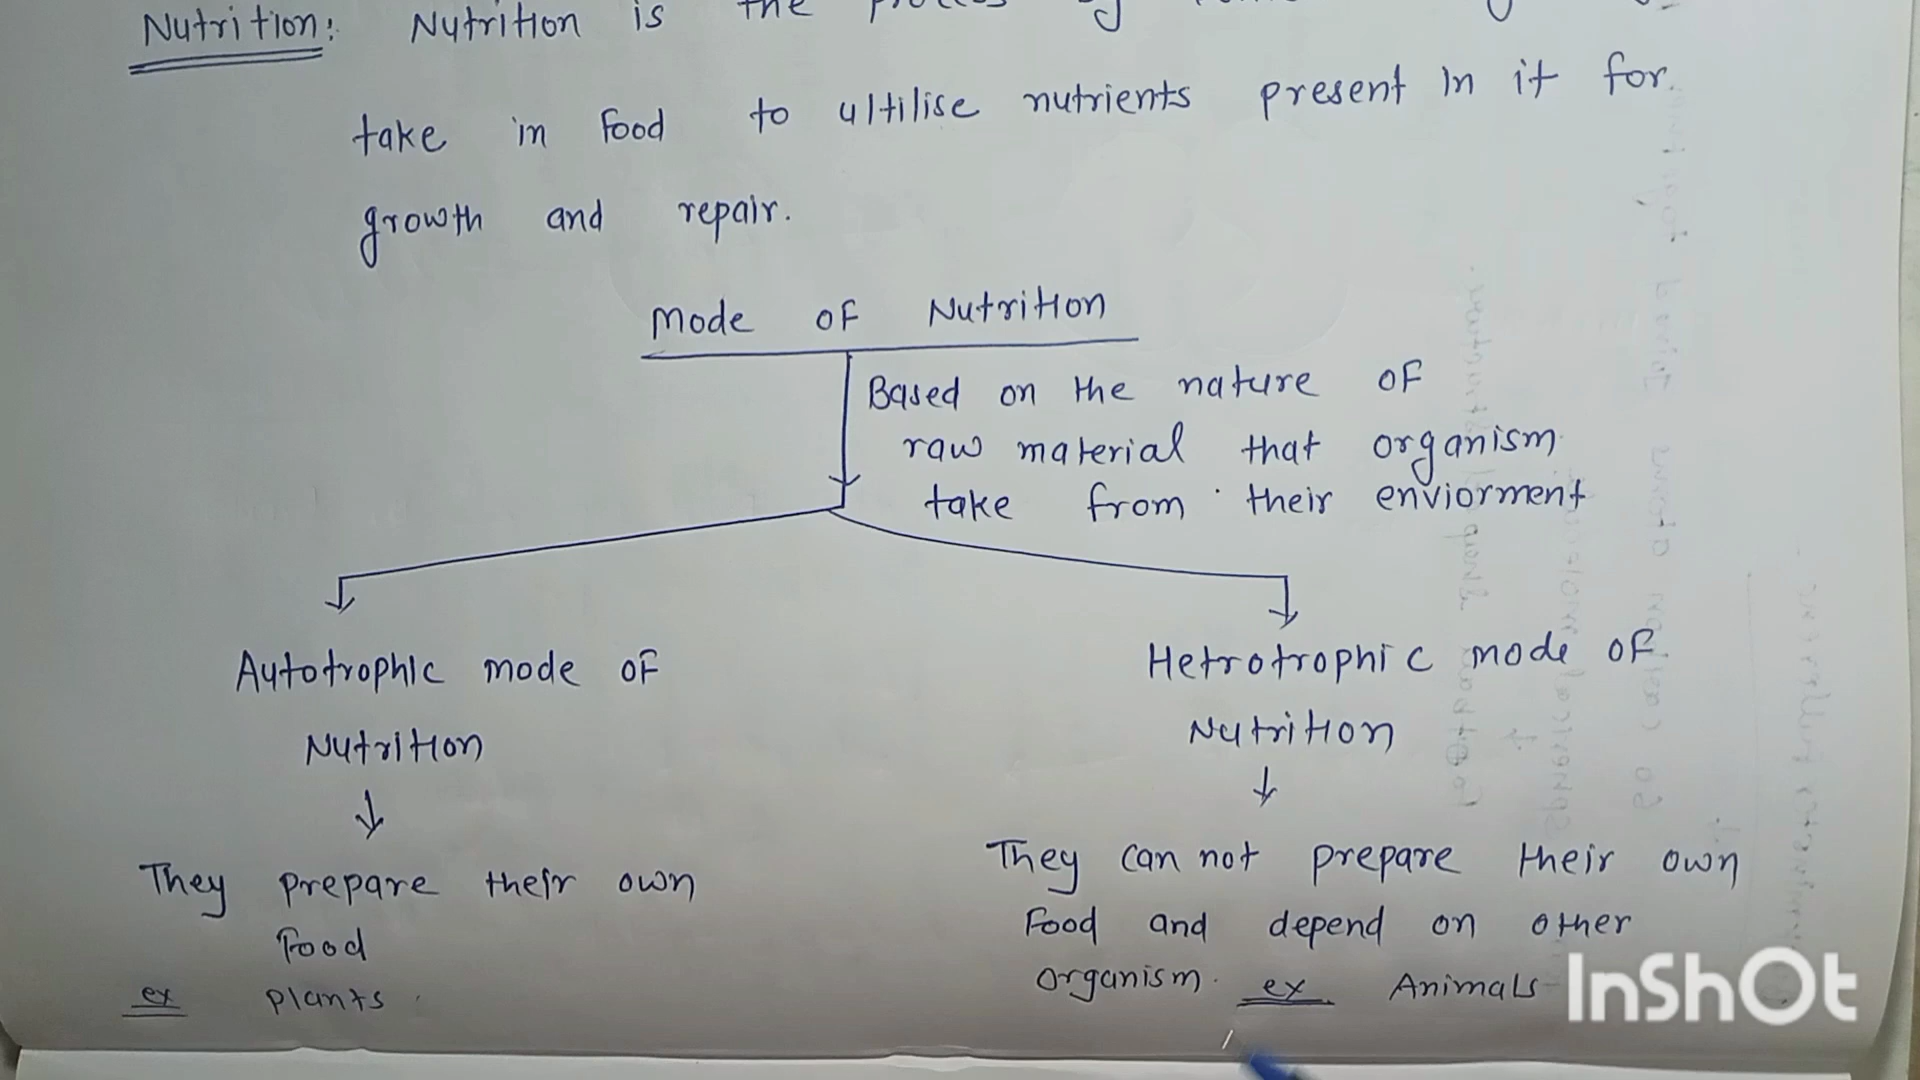 Nutrition: Nutrition is the process by
take in food to ultilise nutrients present in it for.
growth and repair.
Mode of Nutrition
Based on the nature of
raw material that organism
take from their enviorment
Autotrophic mode of
Nutrition
They prepare their own
food
ex plants.
Hetrotrophic mode of
Nutrition
They can not prepare their own
food and depend on other
organism. ex Animals
InShOt